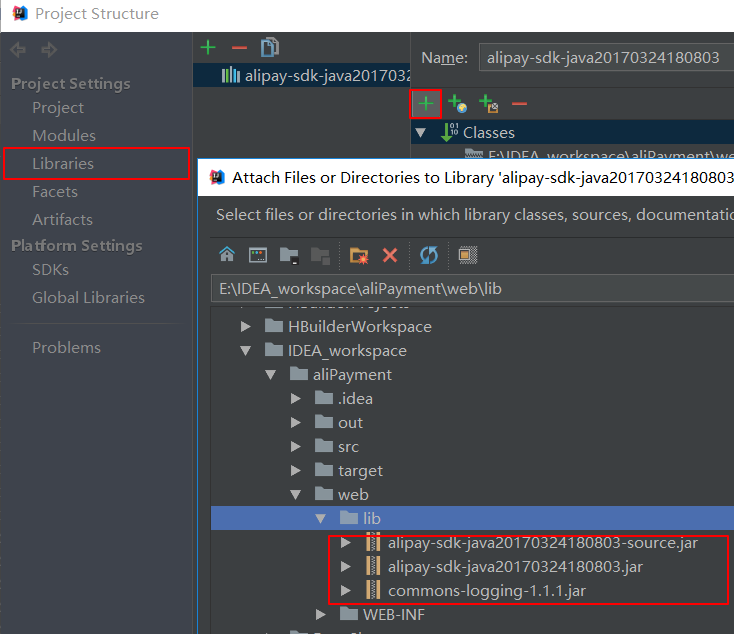 Project Structure
Project Settings
Project
Modules
Libraries
Facets
Artifacts
Platform Settings
SDKs
Global Libraries
Problems
alipay-sdk-java2017032
Name: alipay-sdk-java20170324180803
Classes
E:\IDEA_workspace\aliPayment\we
Attach Files or Directories to Library 'alipay-sdk-java20170324180803
Select files or directories in which library classes, sources, documentatio
E:\IDEA_workspace\aliPayment\web\lib
HBuilderProjects
HBuilderWorkspace
IDEA_workspace
aliPayment
.idea
out
src
target
web
lib
alipay-sdk-java20170324180803-source.jar
alipay-sdk-java20170324180803.jar
commons-logging-1.1.1.jar
WEB-INF